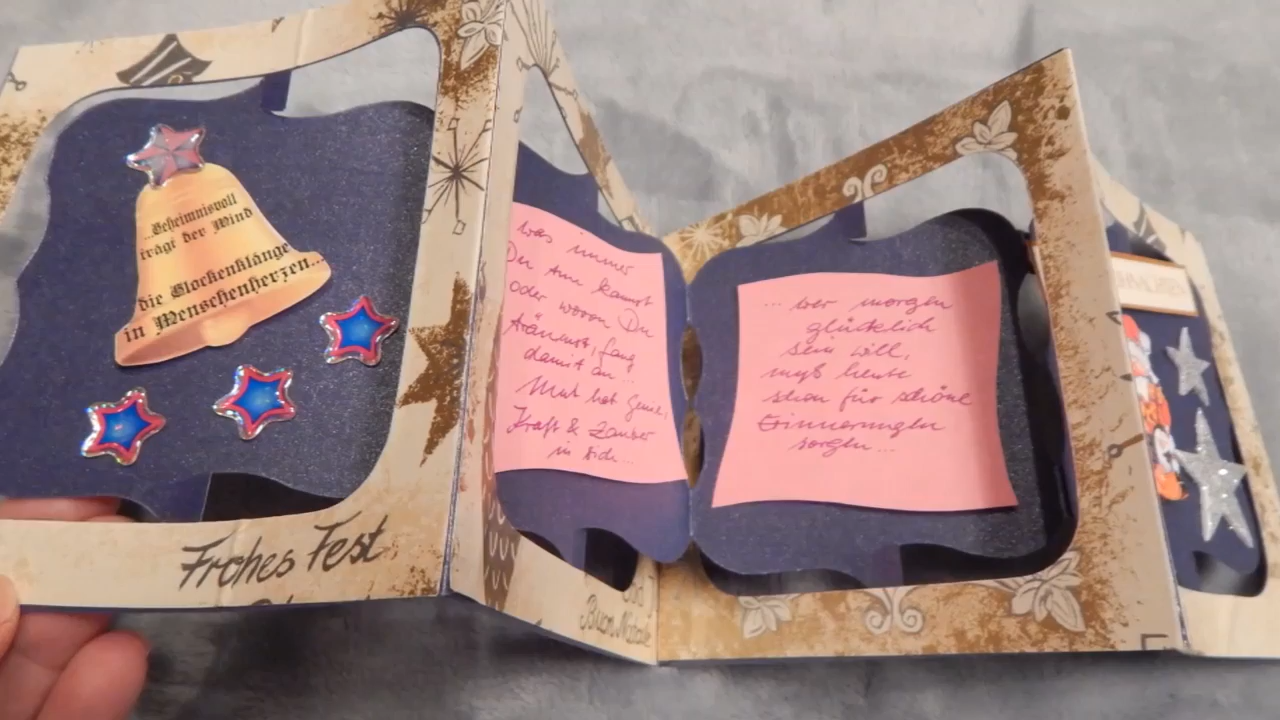 ...Geheimnisvoll
trägt der Wind
die Glockenklänge
in Menschenherzen...
Frohes Fest
was immer
Du tun kannst
oder wovon Du
träumst, fang
damit an...
Mut hat Genie,
Kraft & Zauber
in sich...
Buon Natale
... wer morgen
glücklich
sein will,
muß heute
schon für schöne
Erinnerungen
sorgen...